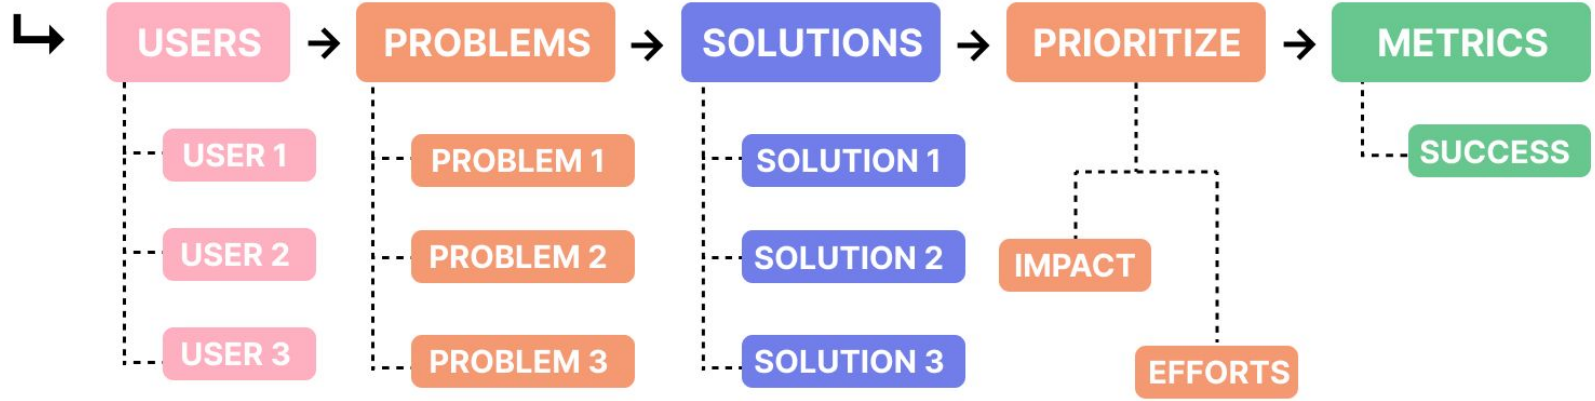 USERS
PROBLEMS
SOLUTIONS
PRIORITIZE
METRICS
USER 1
USER 2
USER 3
PROBLEM 1
PROBLEM 2
PROBLEM 3
SOLUTION 1
SOLUTION 2
SOLUTION 3
IMPACT
EFFORTS
SUCCESS